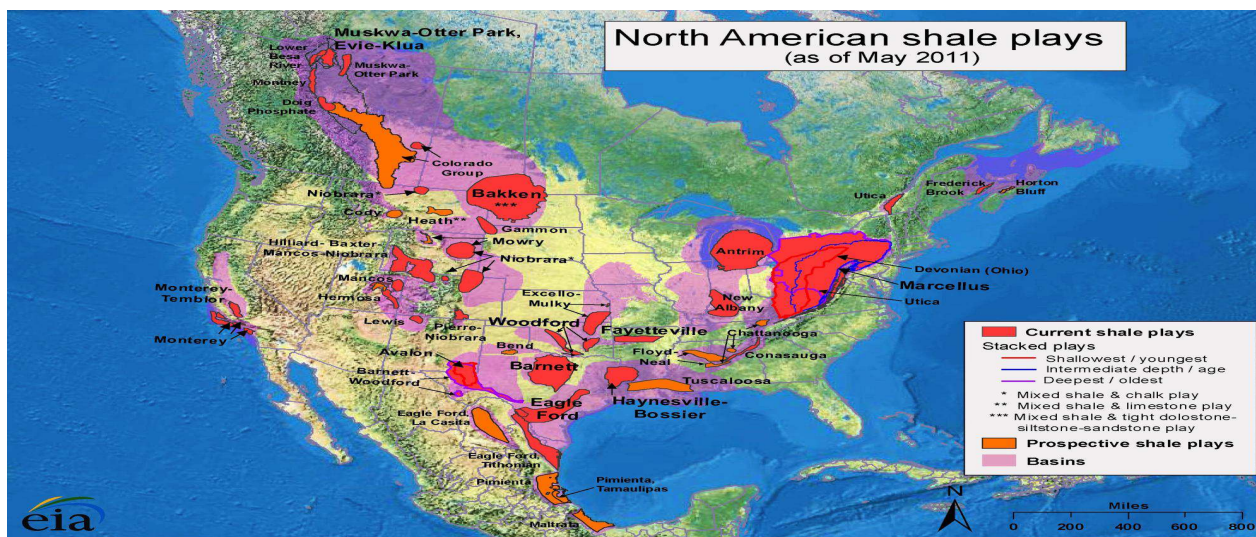 North American shale plays
(as of May 2011)
Muskwa-Otter Park,
Evie-Klua
Lower
Besa
River
Muskwa-
Otter Park
Montney
Doig
Phosphate
Colorado
Group
Niobrara*
Bakken
***
Cody
Heath**
Gammon
Mowry
Hilliard- Baxter-
Mancos-Niobrara
Niobrara*
Mancos
Hermosa
Monterey-
Temblor
Monterey
Lewis
Pierre-
Niobrara
Excello-
Mulky
Woodford
Fayetteville
New
Albany
Antrim
Utica
Frederick
Brook
Horton
Bluff
Devonian (Ohio)
Marcellus
Utica
Chattanooga
Conasauga
Floyd-
Neal
Avalon
Bend
Barnett
Barnett-
Woodford
Tuscaloosa
Haynesville-
Bossier
Eagle
Ford
Eagle Ford,
La Casita
Eagle Ford,
Tithonian
Pimienta
Pimienta,
Tamaulipas
Maltrata
Current shale plays
Stacked plays
Shallowest / youngest
Intermediate depth / age
Deepest / oldest
* Mixed shale & chalk play
** Mixed shale & limestone play
*** Mixed shale & tight dolostone-
siltstone-sandstone play
Prospective shale plays
Basins
eia
N
Miles
0 200 400 600 800